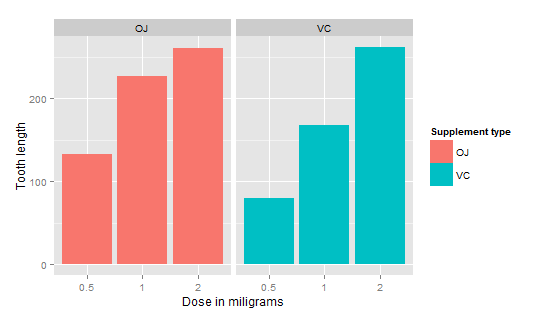 OJ
VC
Tooth length
200
100
0
0.5
1
2
0.5
1
2
Dose in miligrams
Supplement type
OJ
VC